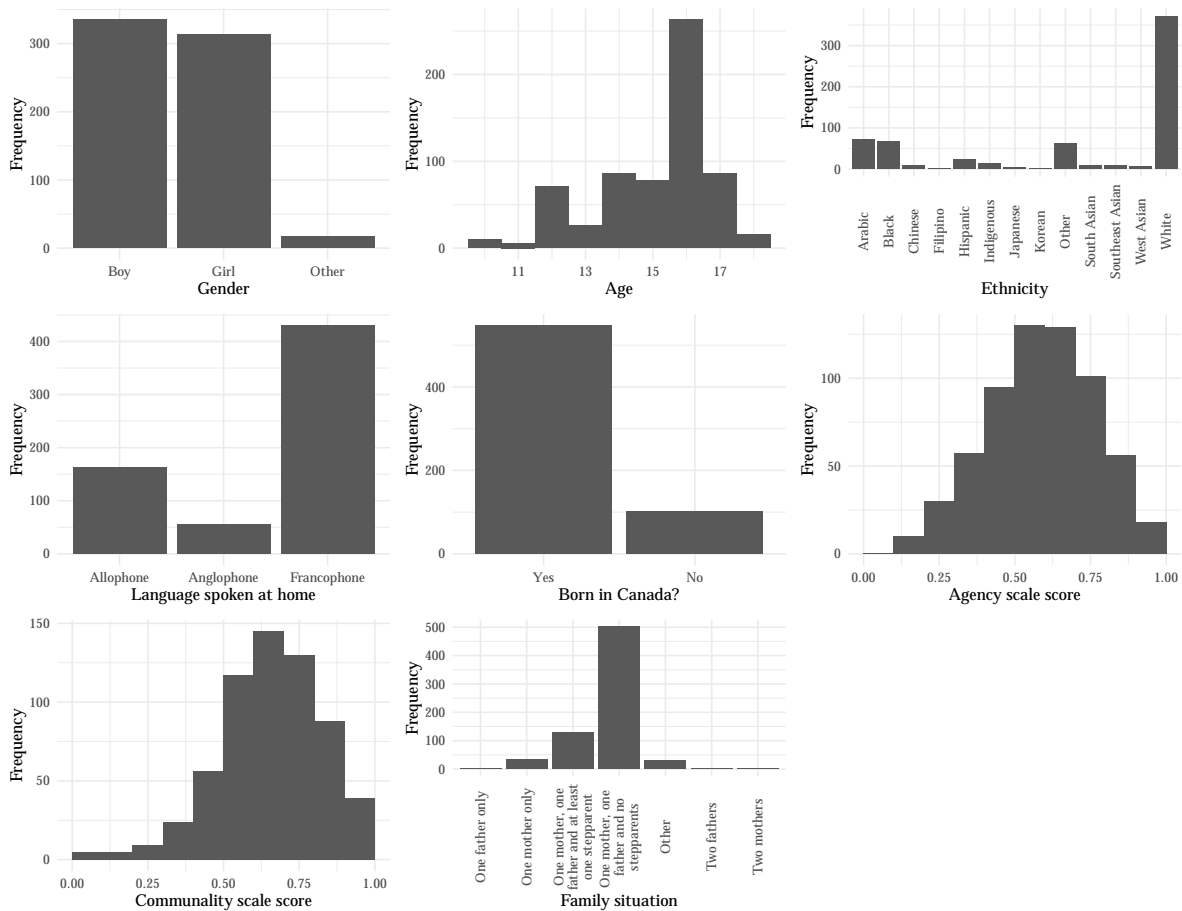 300
200
100
0
Frequency
Boy
Girl
Other
Gender
200
100
0
Frequency
11
13
15
17
Age
300
200
100
0
Frequency
Arabic
Black
Chinese
Filipino
Hispanic
Indigenous
Japanese
Korean
Other
South Asian
Southeast Asian
West Asian
White
Ethnicity
400
300
200
100
0
Frequency
Allophone
Anglophone
Francophone
Language spoken at home
400
200
0
Frequency
Yes
No
Born in Canada?
100
50
0
Frequency
0.00
0.25
0.50
0.75
1.00
Agency scale score
150
100
50
0
Frequency
0.00
0.25
0.50
0.75
1.00
Communality scale score
500
400
300
200
100
0
Frequency
One father only
One mother only
One mother, one
father and at least
one stepparent
One mother, one
father and no
stepparents
Other
Two fathers
Two mothers
Family situation